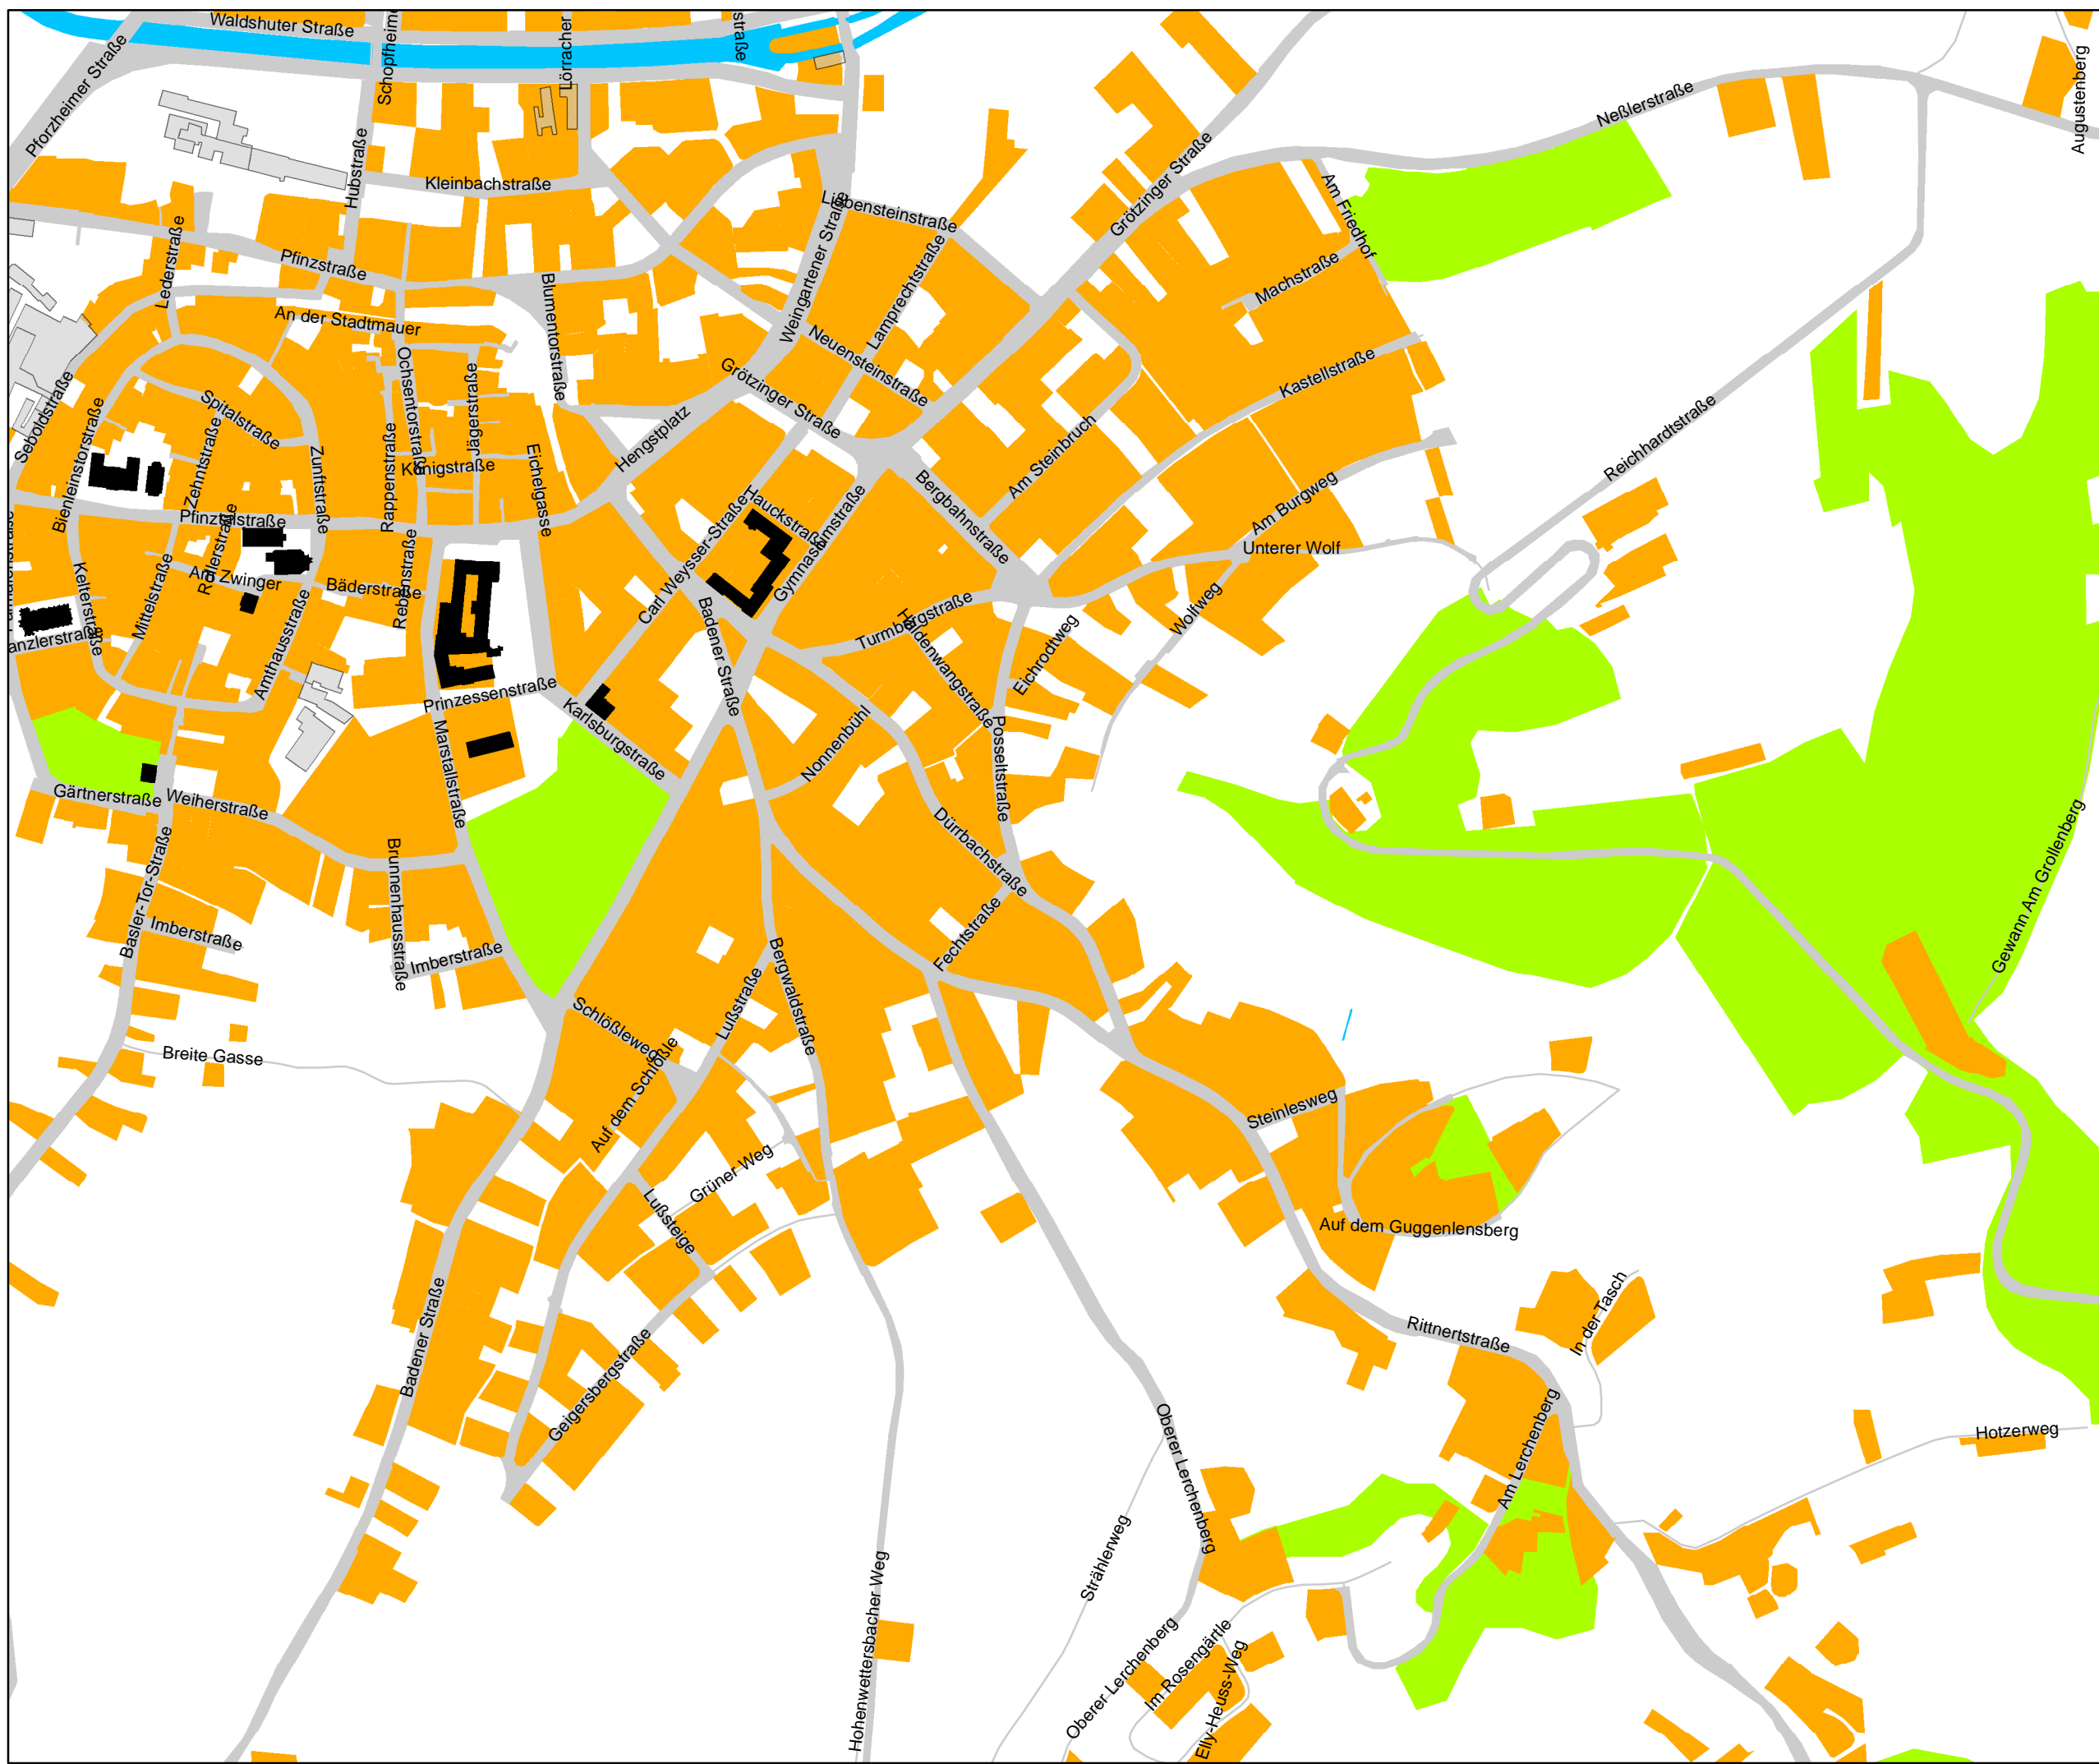 Waldshuter Straße
Schopfheim
Lörracher
straße
Pforzheimer Straße
Neßlerstraße
Augustenberg
Hubstraße
Kleinbachstraße
Liebensteinstraße
Grötzinger Straße
Am Friedhof
Lederstraße
Pfinzstraße
Weingartener Straße
Lamprechtstraße
Machstraße
An der Stadtmauer
Blumentorstraße
Neuensteinstraße
Grötzinger Straße
Kastellstraße
Seboldstraße
Bienleinstorstraße
Spitalstraße
Zehntstraße
Ochsentorstraße
Jägerstraße
Rappenstraße
Königstraße
Zunftstraße
Eichelgasse
Hengstplatz
Am Steinbruch
Reichhardtstraße
Bergbahnstraße
Am Burgweg
Pfinztalstraße
Hauckstraße
Gymnasiumstraße
Carl Weysser-Straße
Unterer Wolf
Kelterstraße
Mittelstraße
Am Zwinger
Bäderstraße
Rebenstraße
Amthausstraße
anzlerstraße
Badener Straße
Turmbergstraße
Haldenwangstraße
Wolfweg
Eichrodtweg
Prinzessenstraße
Karlsburgstraße
Marstallstraße
Nonnenbühl
Posseltstraße
Gärtnerstraße
Weiherstraße
Basler-Tor-Straße
Brunnenhausstraße
Dürrbachstraße
Gewann Am Grollenberg
Imberstraße
Imberstraße
Fechtstraße
Bergwaldstraße
Lußstraße
Schlößleweg
Auf dem Schlößle
Breite Gasse
Steinlesweg
Grüner Weg
Lußsteige
Auf dem Guggenlensberg
Badener Straße
Geigersbergstraße
Rittnertstraße
In der Tasch
Am Lerchenberg
Hotzerweg
Oberer Lerchenberg
Strählerweg
Hohenwettersbacher Weg
Oberer Lerchenberg
Im Rosengärtle
Elly-Heuss-Weg